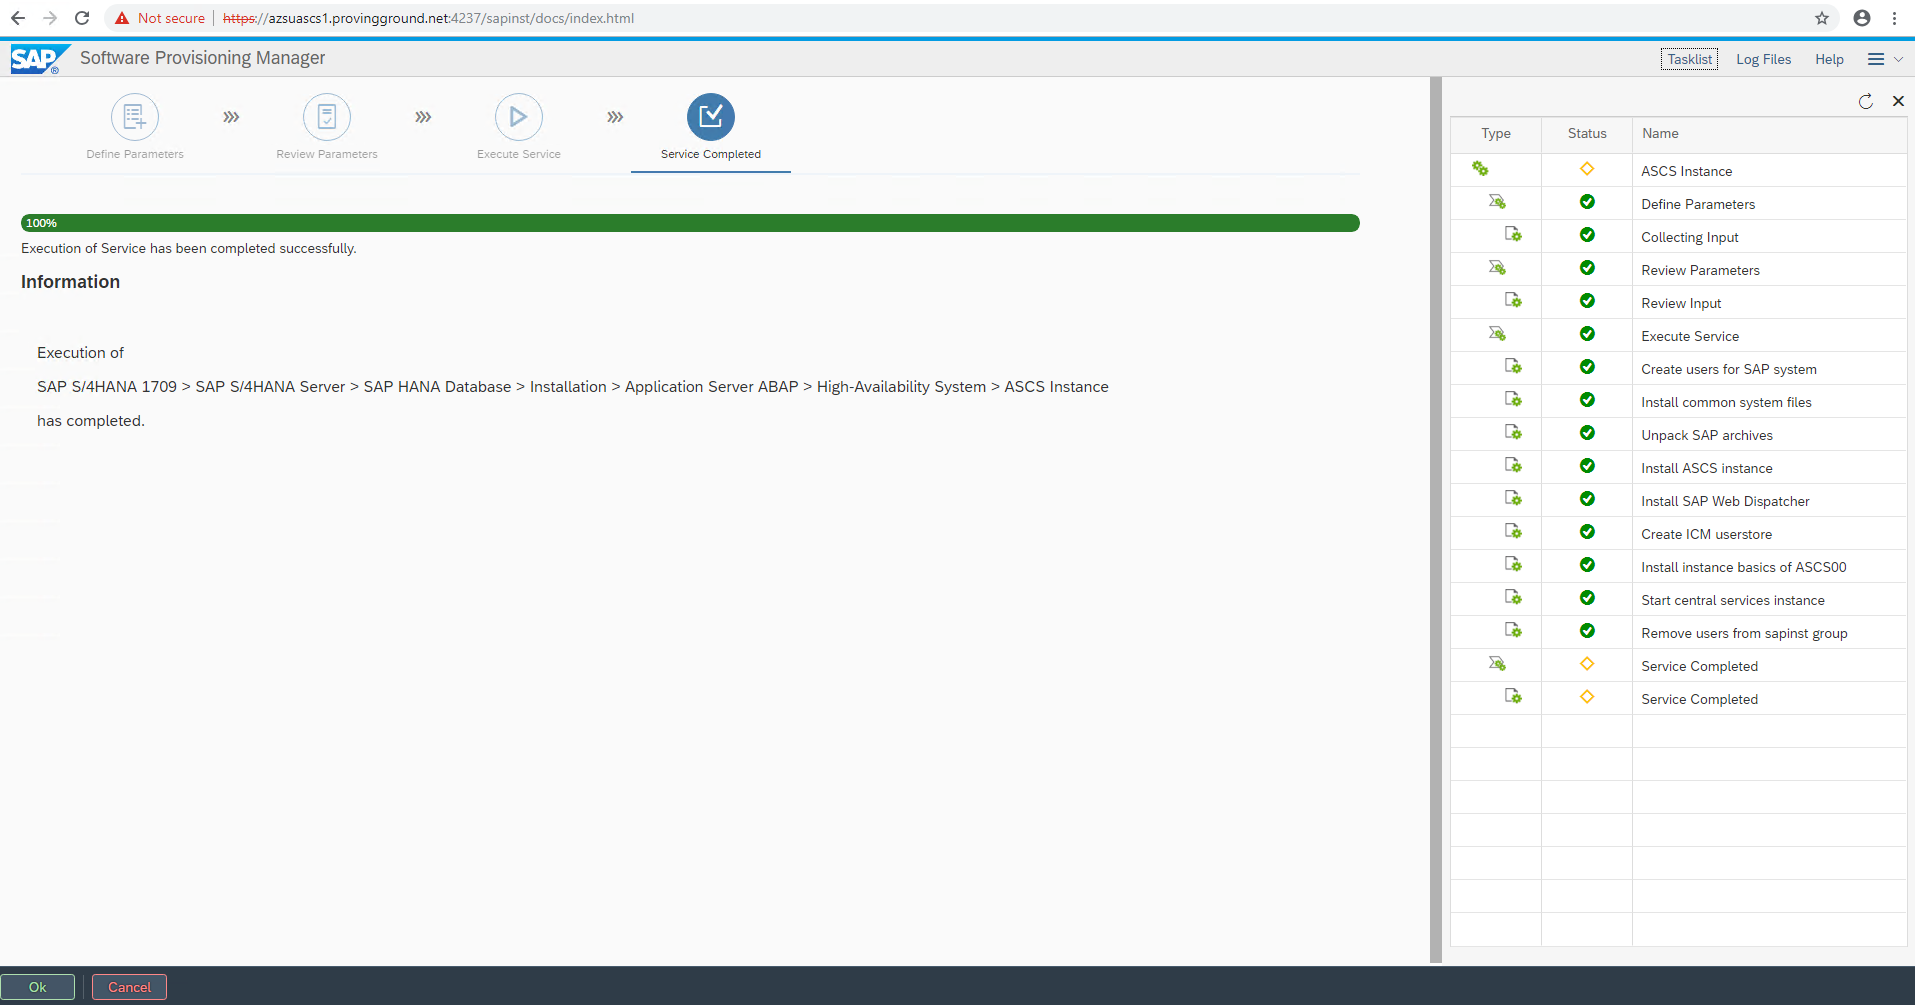 Not secure | https://azsuascs1.provingground.net:4237/sapinst/docs/index.html
SAP ® Software Provisioning Manager
Tasklist Log Files Help
Define Parameters
Review Parameters
Execute Service
Service Completed
100%
Execution of Service has been completed successfully.
Information
Execution of
SAP S/4HANA 1709 > SAP S/4HANA Server > SAP HANA Database > Installation > Application Server ABAP > High-Availability System > ASCS Instance
has completed.
Type Status Name
ASCS Instance
Define Parameters
Collecting Input
Review Parameters
Review Input
Execute Service
Create users for SAP system
Install common system files
Unpack SAP archives
Install ASCS instance
Install SAP Web Dispatcher
Create ICM userstore
Install instance basics of ASCS00
Start central services instance
Remove users from sapinst group
Service Completed
Service Completed
Ok Cancel